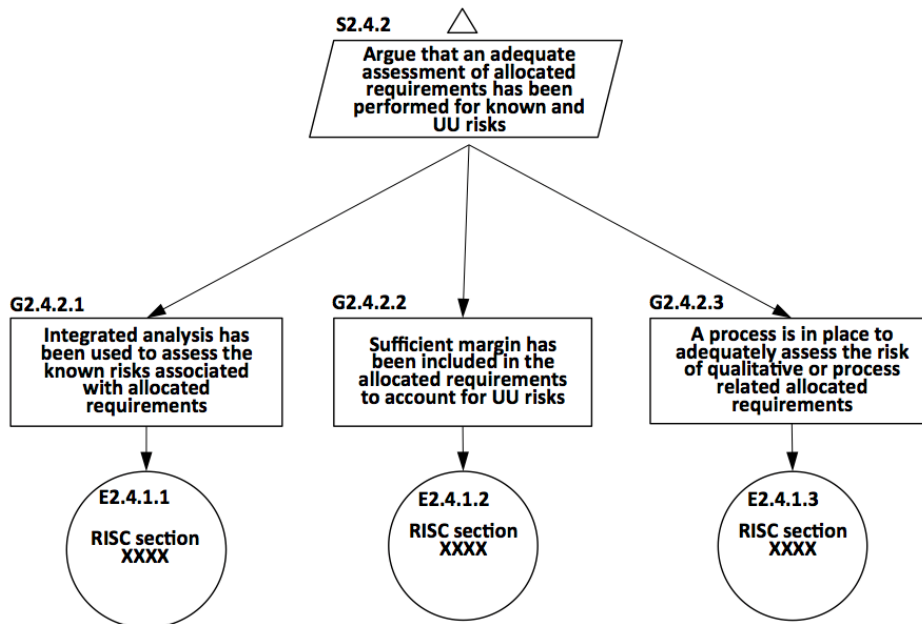 S2.4.2
Argue that an adequate
assessment of allocated
requirements has been
performed for known and
UU risks
G2.4.2.1
Integrated analysis has
been used to assess the
known risks associated
with allocated
requirements
G2.4.2.2
Sufficient margin has
been included in the
allocated requirements
to account for UU risks
G2.4.2.3
A process is in place to
adequately assess the risk
of qualitative or process
related allocated
requirements
E2.4.1.1
RISC section
XXXX
E2.4.1.2
RISC section
XXXX
E2.4.1.3
RISC section
XXXX